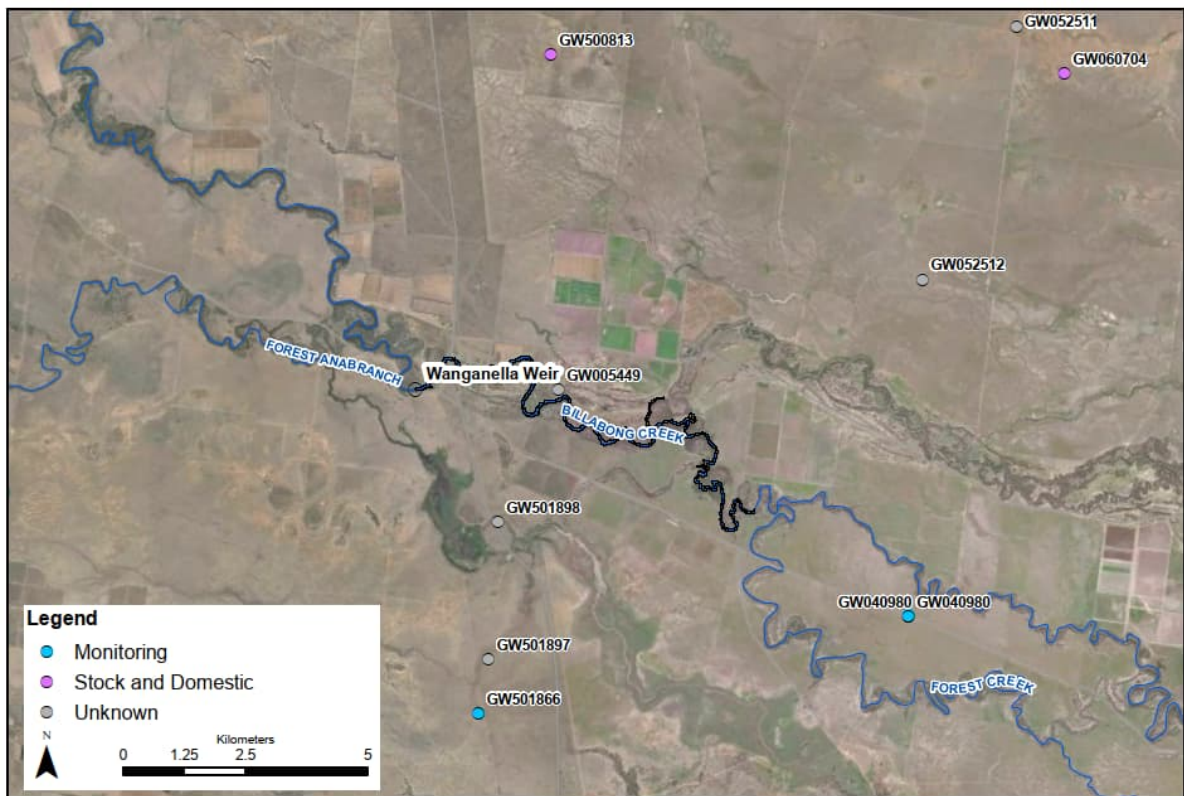 GW052511
GW500813
GW060704
GW052512
FOREST ANABRANCH
Wanganella Weir
GW005449
BILLABONG CREEK
GW501898
GW040980 GW040980
GW501897
FOREST CREEK
GW501866
Legend
Monitoring
Stock and Domestic
Unknown
N
Kilometers
0 1.25 2.5 5